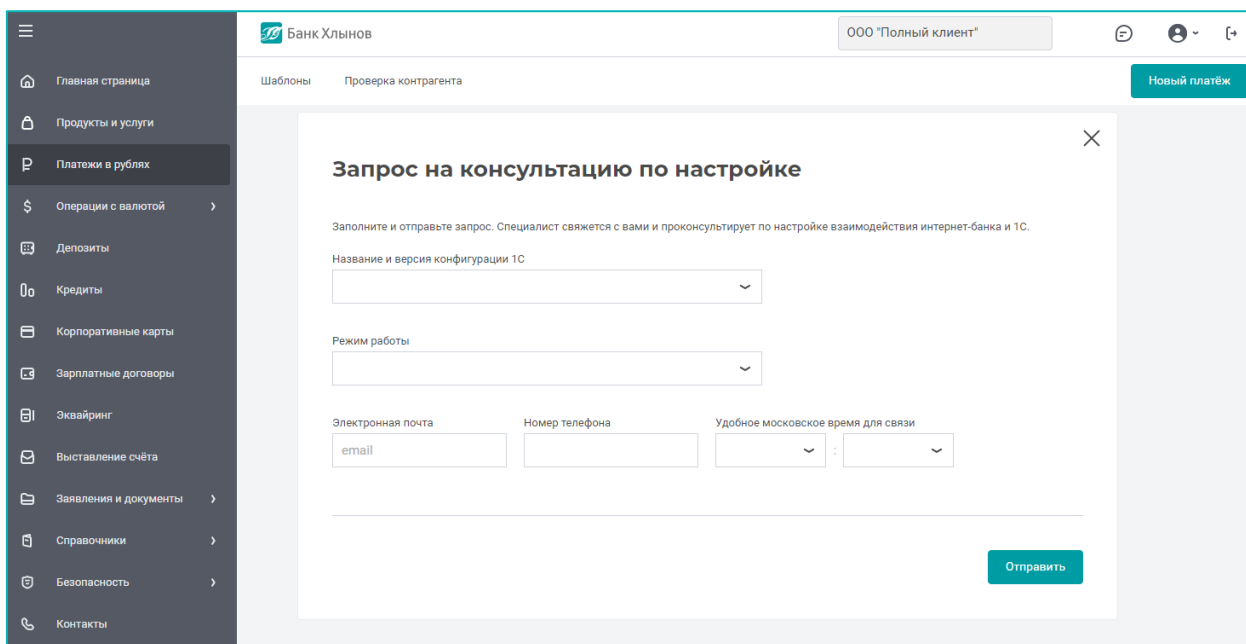 Банк Хлынов
ООО "Полный клиент"
Главная страница
Продукты и услуги
Платежи в рублях
Операции с валютой
Депозиты
Кредиты
Корпоративные карты
Зарплатные договоры
Эквайринг
Выставление счёта
Заявления и документы
Справочники
Безопасность
Контакты
Шаблоны Проверка контрагента
Новый платёж
Запрос на консультацию по настройке
Заполните и отправьте запрос. Специалист свяжется с вами и проконсультирует по настройке взаимодействия интернет-банка и 1С.
Название и версия конфигурации 1С
Режим работы
Электронная почта Номер телефона Удобное московское время для связи
email :
Отправить